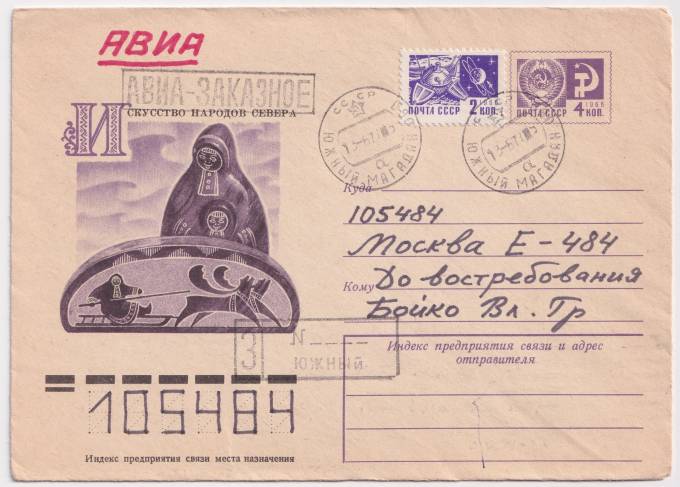 АВИА
АВИА-ЗАКАЗНОЕ
ИСКУССТВО НАРОДОВ СЕВЕРА
2 1966 КОП.
ПОЧТА СССР
4 1966 КОП.
ПОЧТА СССР
СССР
ЮЖНЫЙ-МАГАДАН
а
ЮЖНЫЙ МАГАДАН
а
Куда
105484
Москва Е-484
Кому До востребования
Бойко Вл. Гр
Индекс предприятия связи и адрес
отправителя
З N
ЮЖНЫЙ
105484
Индекс предприятия связи места назначения